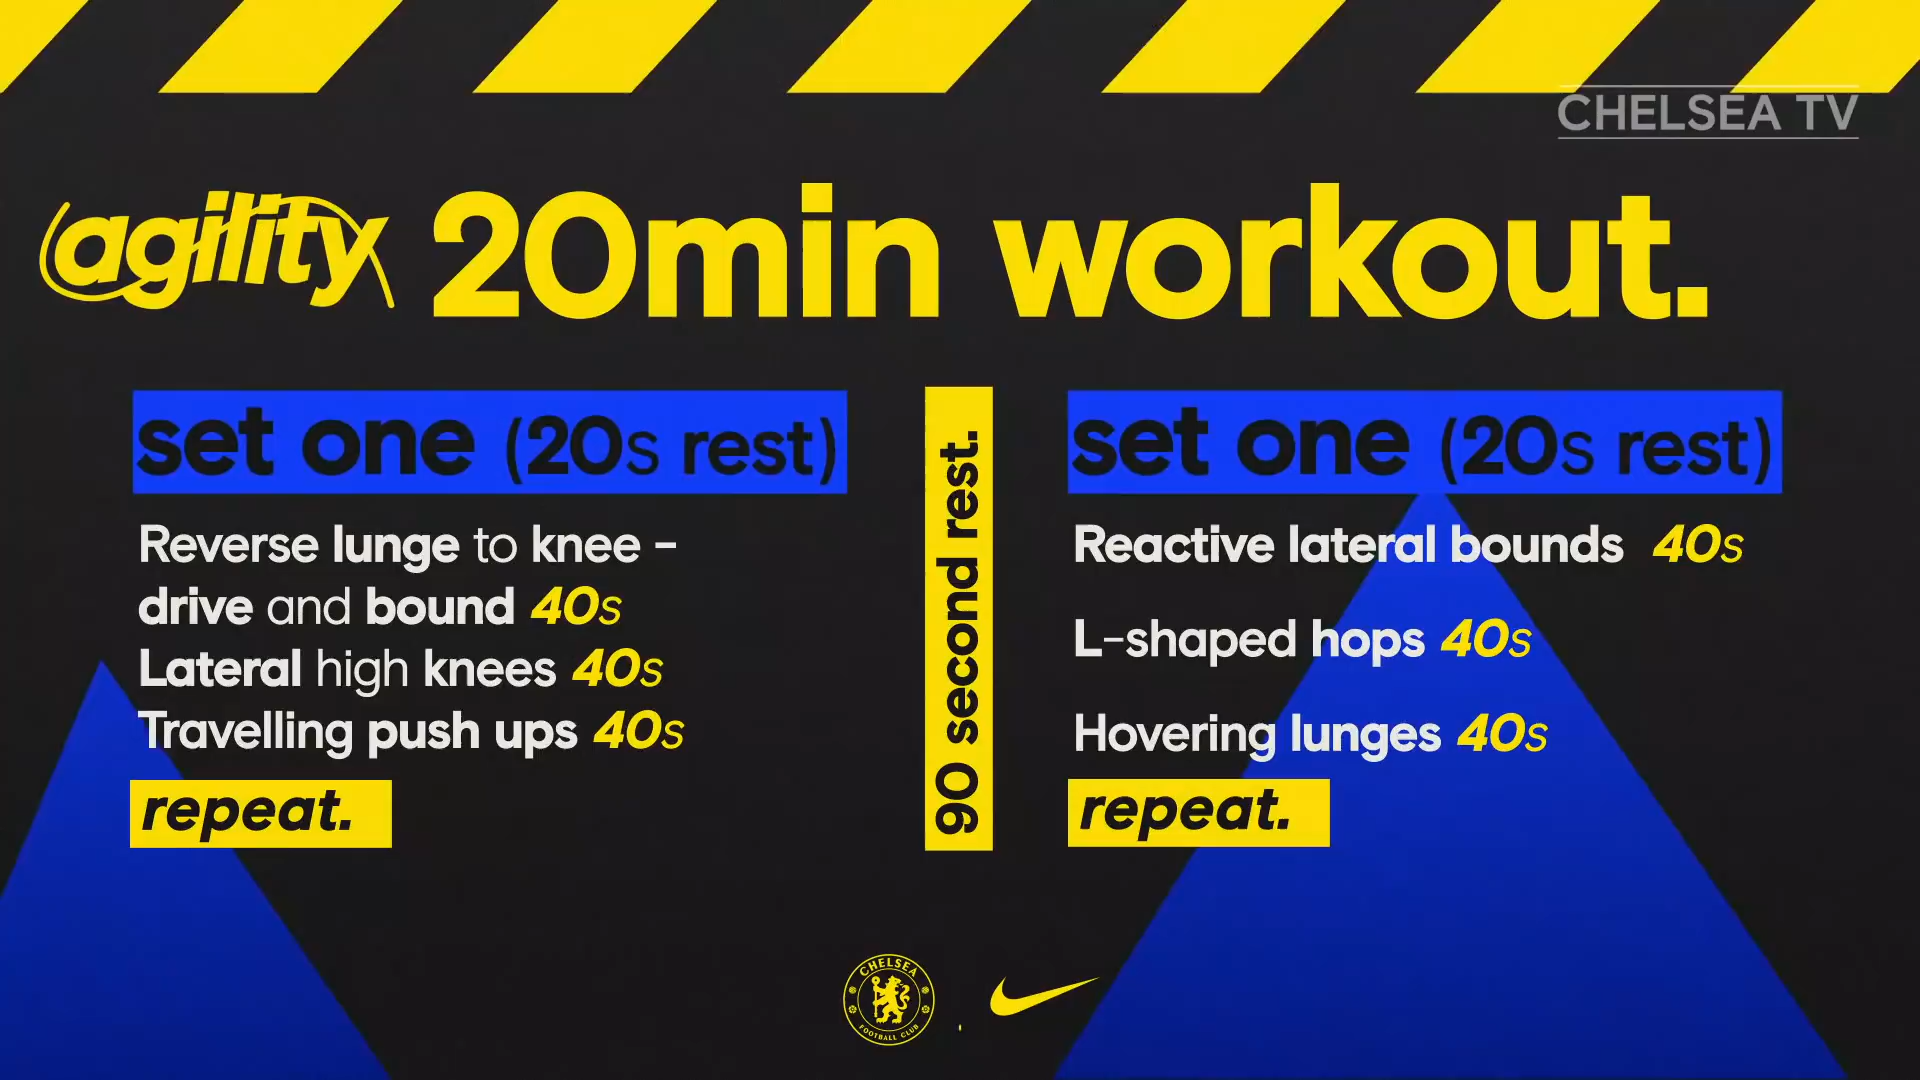 CHELSEA TV
agility 20min workout.
set one (20s rest)
Reverse lunge to knee –
drive and bound 40s
Lateral high knees 40s
Travelling push ups 40s
repeat.
90 second rest.
set one (20s rest)
Reactive lateral bounds 40s
L-shaped hops 40s
Hovering lunges 40s
repeat.
CHELSEA
FOOTBALL CLUB